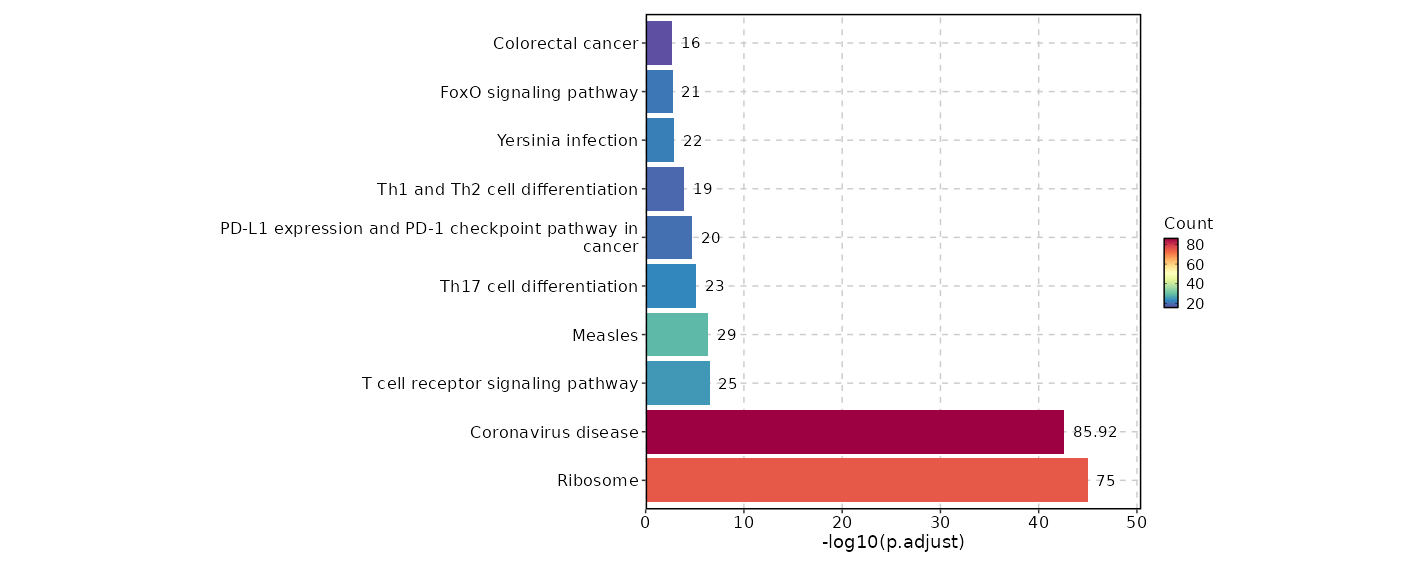 Colorectal cancer 16
FoxO signaling pathway 21
Yersinia infection 22
Th1 and Th2 cell differentiation 19
PD-L1 expression and PD-1 checkpoint pathway in
cancer 20
Th17 cell differentiation 23
Measles 29
T cell receptor signaling pathway 25
Coronavirus disease 85.92
Ribosome 75
0 10 20 30 40 50
-log10(p.adjust)
Count
80
60
40
20